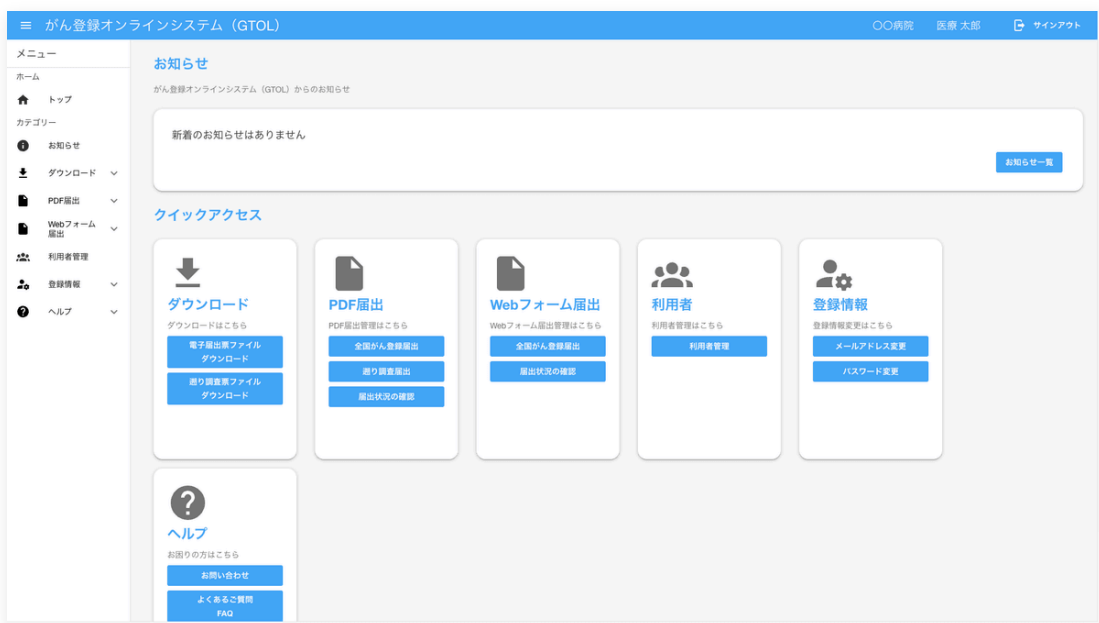 がん登録オンラインシステム（GTOL）
〇〇病院
医療 太郎
サインアウト
メニュー
ホーム
トップ
カテゴリー
お知らせ
ダウンロード
PDF届出
Webフォーム
届出
利用者管理
登録情報
ヘルプ
お知らせ
がん登録オンラインシステム（GTOL）からのお知らせ
新着のお知らせはありません
お知らせ一覧
クイックアクセス
ダウンロード
ダウンロードはこちら
電子届出票ファイル
ダウンロード
遡り調査票ファイル
ダウンロード
PDF届出
PDF届出管理はこちら
全国がん登録届出
遡り調査届出
届出状況の確認
Webフォーム届出
Webフォーム届出管理はこちら
全国がん登録届出
届出状況の確認
利用者
利用者管理はこちら
利用者管理
登録情報
登録情報変更はこちら
メールアドレス変更
パスワード変更
ヘルプ
お困りの方はこちら
お問い合わせ
よくあるご質問
FAQ